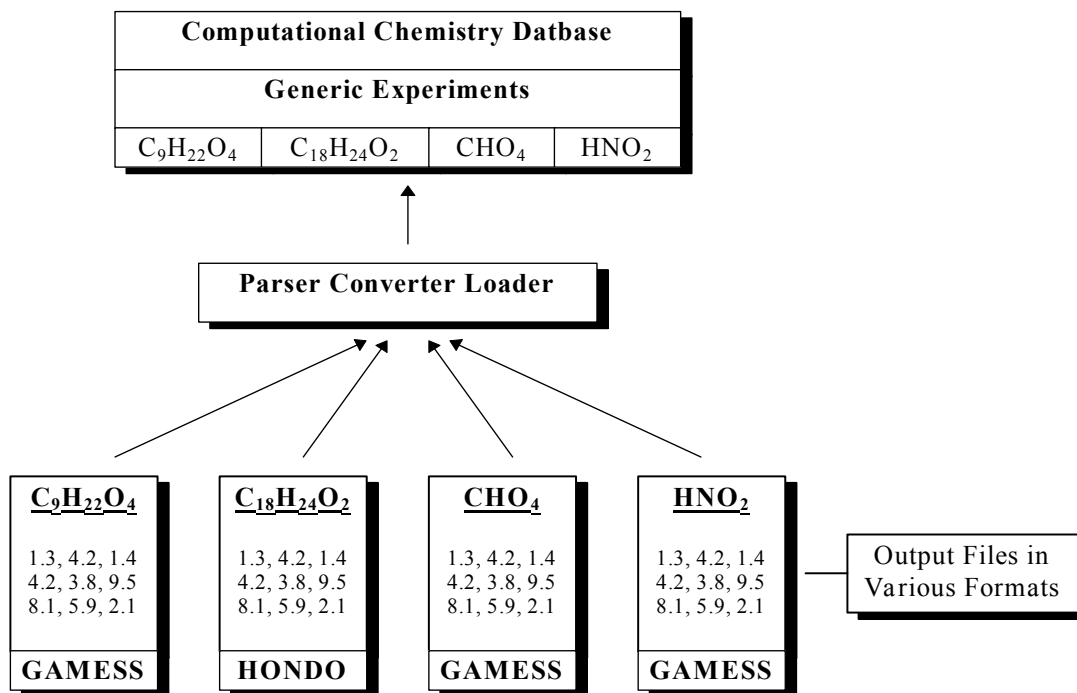 Computational Chemistry Datbase
Generic Experiments
C₉H₂₂O₄ C₁₈H₂₄O₂ CHO₄ HNO₂
Parser Converter Loader
C₉H₂₂O₄
1.3, 4.2, 1.4
4.2, 3.8, 9.5
8.1, 5.9, 2.1
GAMESS
C₁₈H₂₄O₂
1.3, 4.2, 1.4
4.2, 3.8, 9.5
8.1, 5.9, 2.1
HONDO
CHO₄
1.3, 4.2, 1.4
4.2, 3.8, 9.5
8.1, 5.9, 2.1
GAMESS
HNO₂
1.3, 4.2, 1.4
4.2, 3.8, 9.5
8.1, 5.9, 2.1
GAMESS
Output Files in
Various Formats